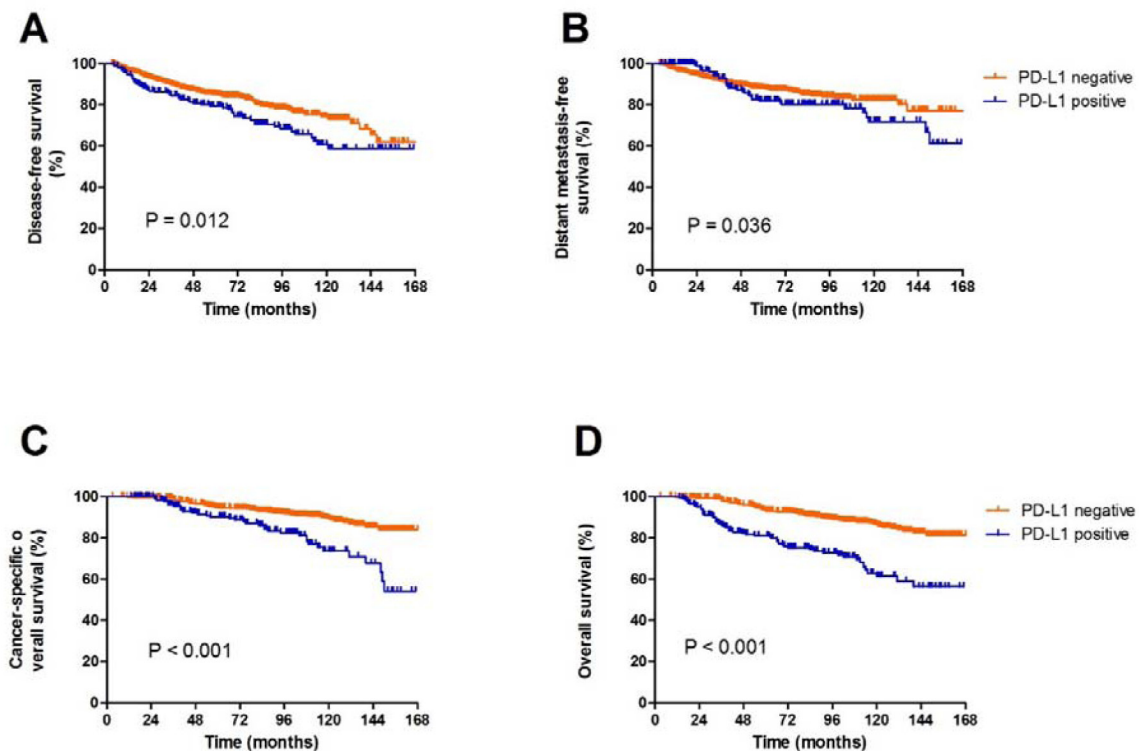 A
Disease-free survival
(%)
100
80
60
40
20
0
P = 0.012
0 24 48 72 96 120 144 168
Time (months)
B
Distant metastasis-free
survival (%)
100
80
60
40
20
0
P = 0.036
0 24 48 72 96 120 144 168
Time (months)
PD-L1 negative
PD-L1 positive
C
Cancer-specific o
verall survival (%)
100
80
60
40
20
0
P < 0.001
0 24 48 72 96 120 144 168
Time (months)
D
Overall survival (%)
100
80
60
40
20
0
P < 0.001
0 24 48 72 96 120 144 168
Time (months)
PD-L1 negative
PD-L1 positive